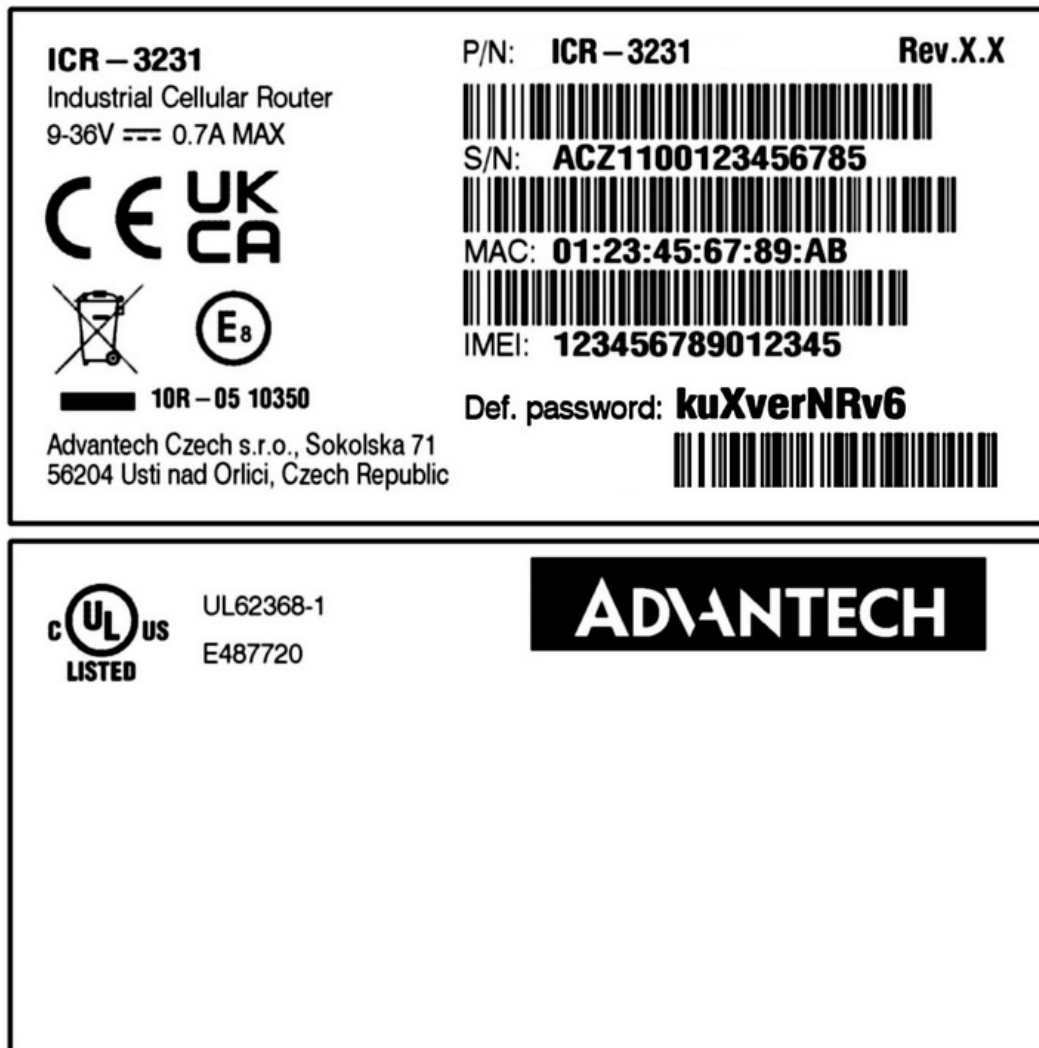 ICR – 3231
Industrial Cellular Router
9-36V 0.7A MAX
CE UK CA
E8
10R – 05 10350
Advantech Czech s.r.o., Sokolska 71
56204 Usti nad Orlici, Czech Republic
P/N: ICR – 3231 Rev.X.X
S/N: ACZ1100123456785
MAC: 01:23:45:67:89:AB
IMEI: 123456789012345
Def. password: kuXverNRv6
C UL US
LISTED
UL62368-1
E487720
ADVANTECH